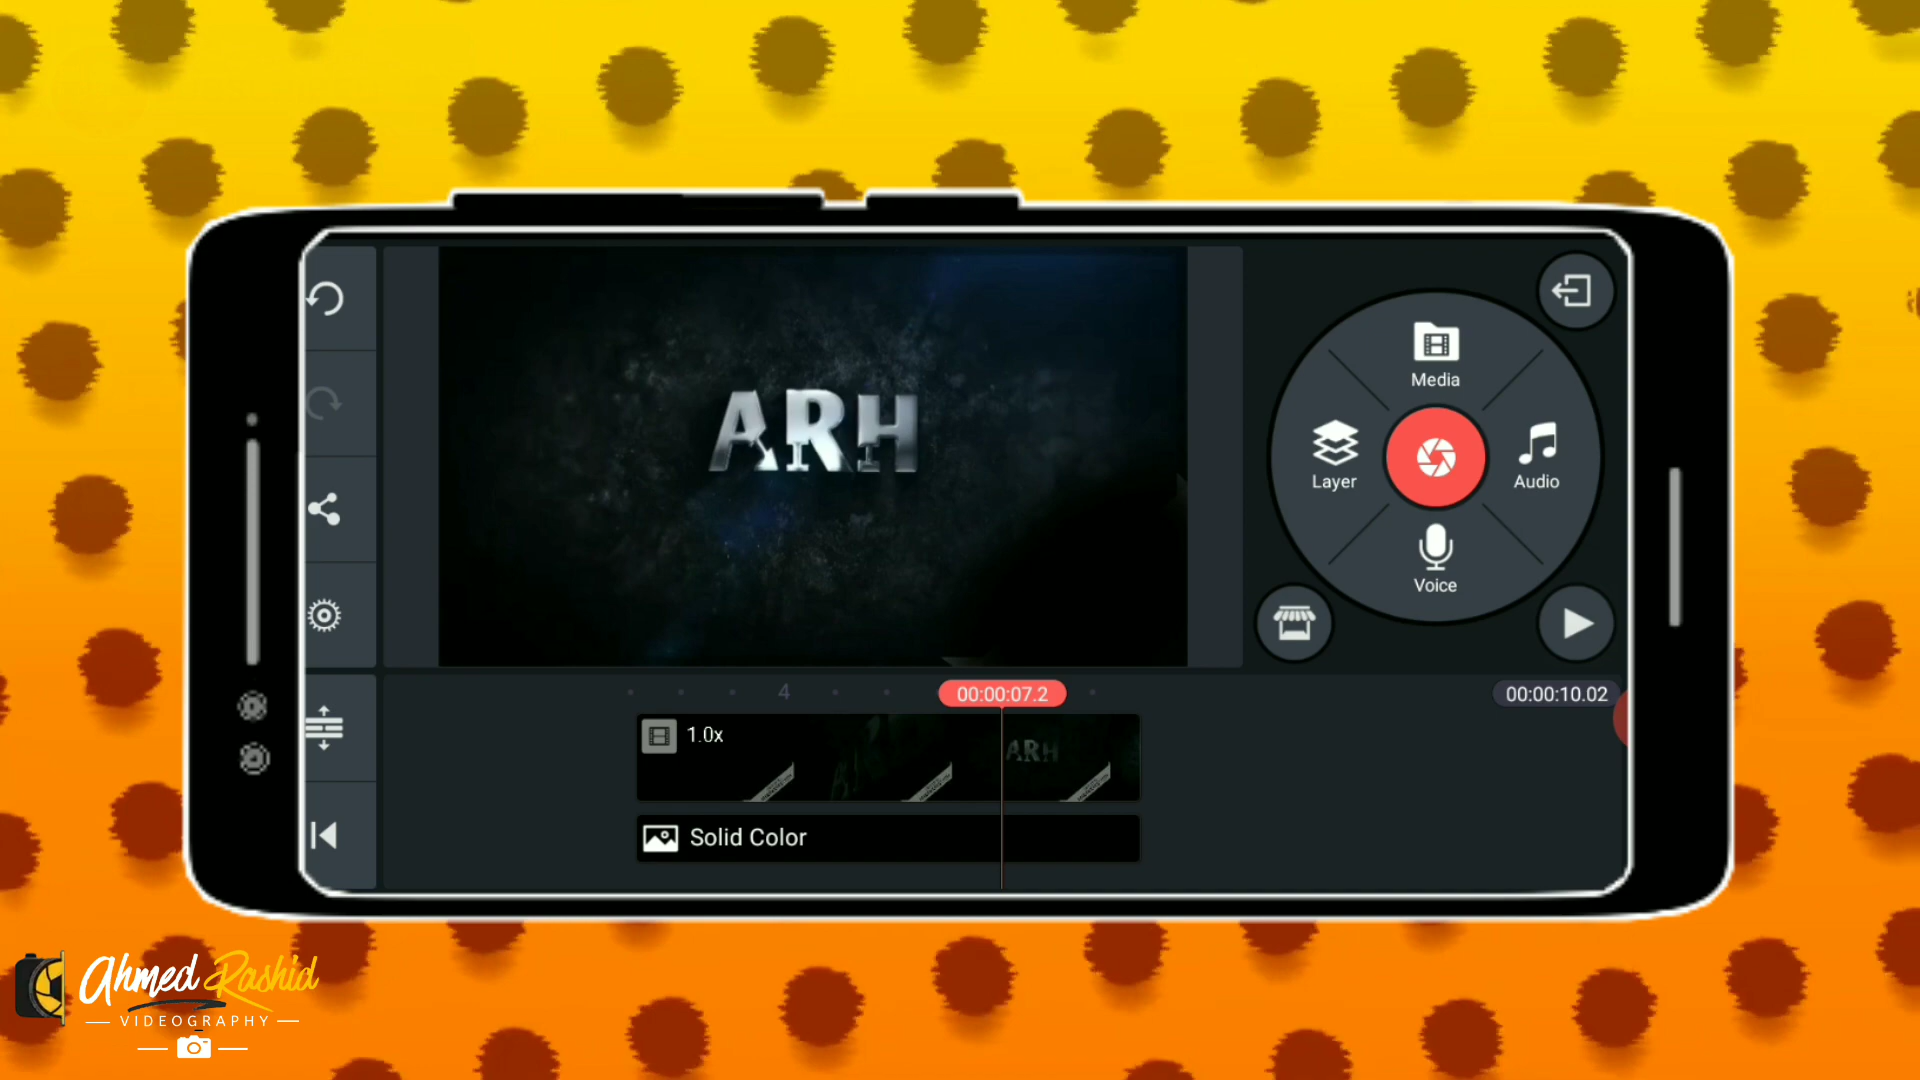 ARH
Media
Layer
Audio
Voice
4
00:00:07.2
00:00:10.02
1.0x
ARH
Solid Color
Ahmed Rashid
VIDEOGRAPHY